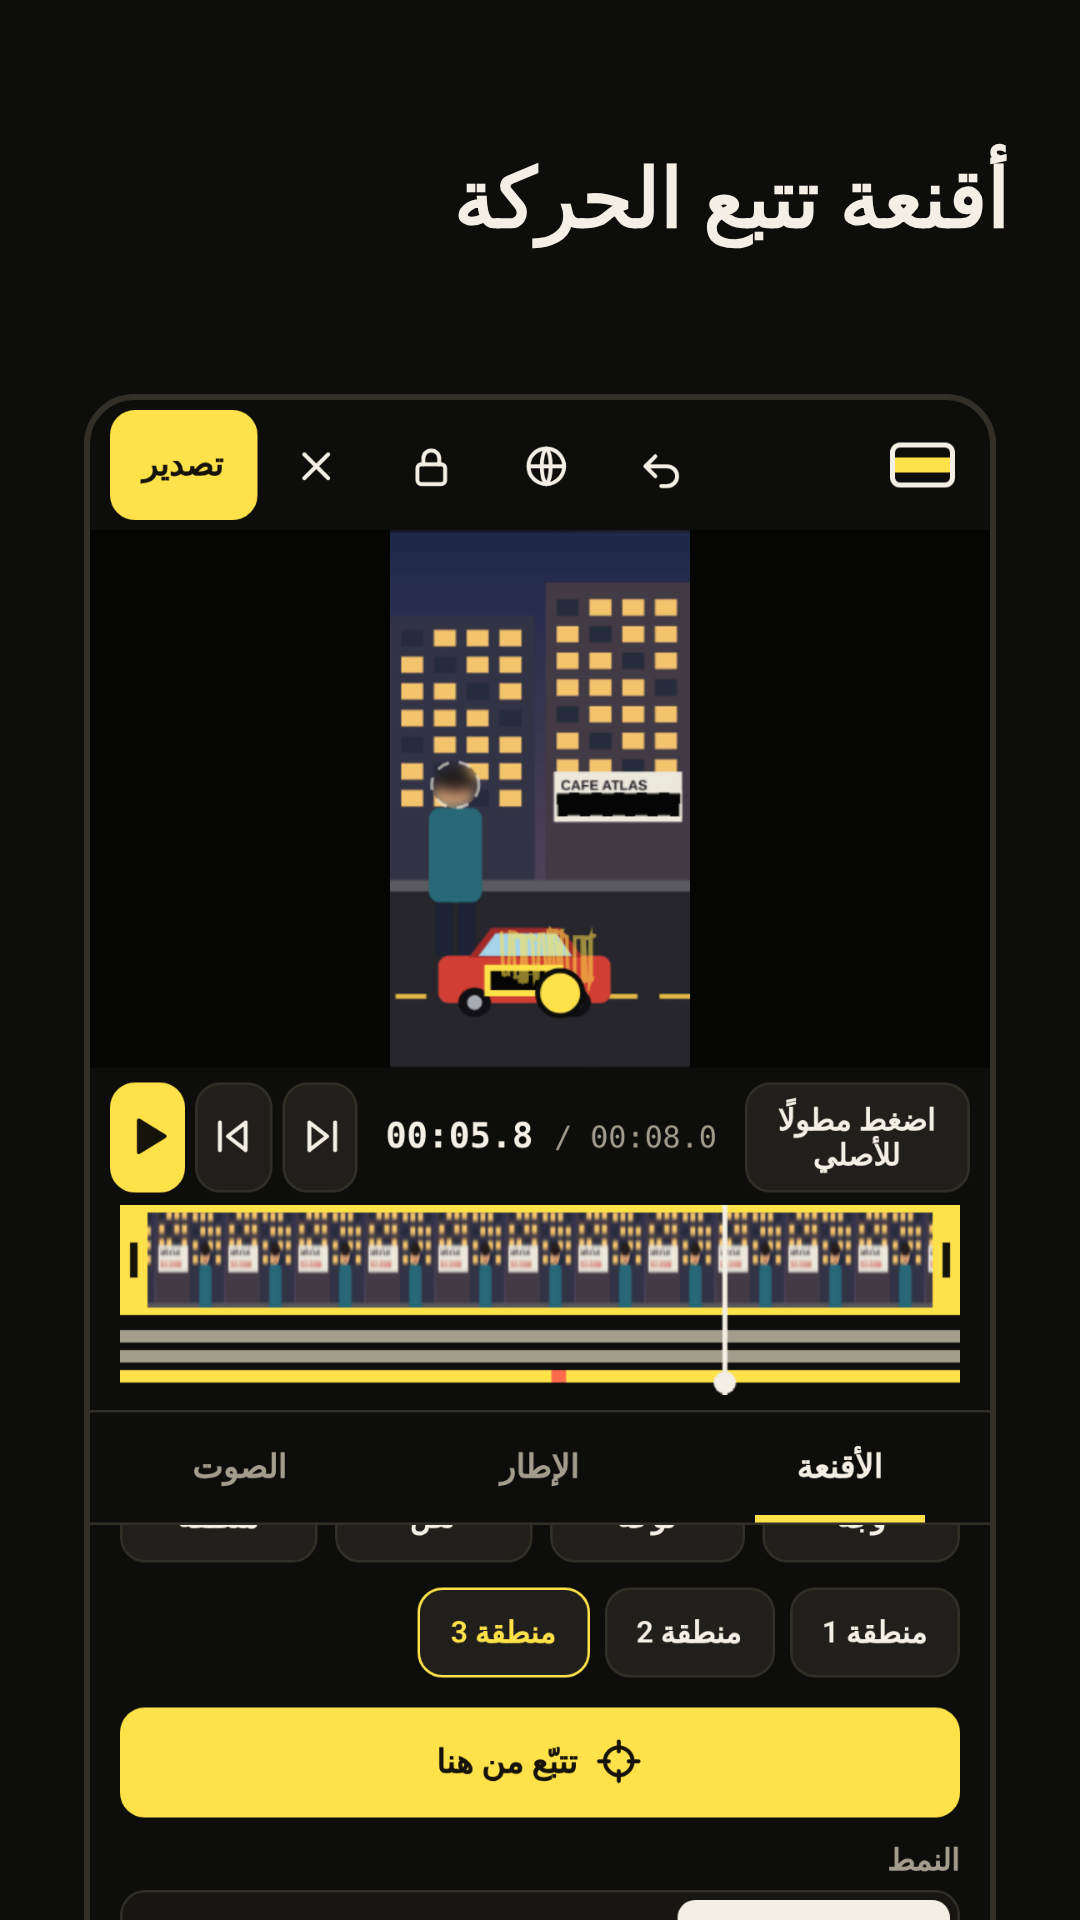 أقنعة تتبع الحركة
تصدير
CAFE ATLAS
00:05.8 / 00:08.0
اضغط مطولًا
للأصلي
الأقنعة
الإطار
الصوت
منطقة 1
منطقة 2
منطقة 3
تتبّع من هنا
النمط